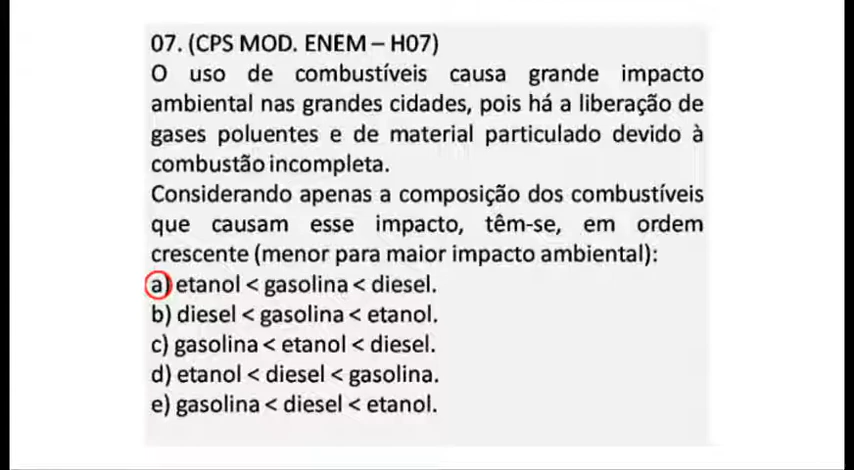 07. (CPS MOD. ENEM – H07)
O uso de combustíveis causa grande impacto
ambiental nas grandes cidades, pois há a liberação de
gases poluentes e de material particulado devido à
combustão incompleta.
Considerando apenas a composição dos combustíveis
que causam esse impacto, têm-se, em ordem
crescente (menor para maior impacto ambiental):
a) etanol < gasolina < diesel.
b) diesel < gasolina < etanol.
c) gasolina < etanol < diesel.
d) etanol < diesel < gasolina.
e) gasolina < diesel < etanol.